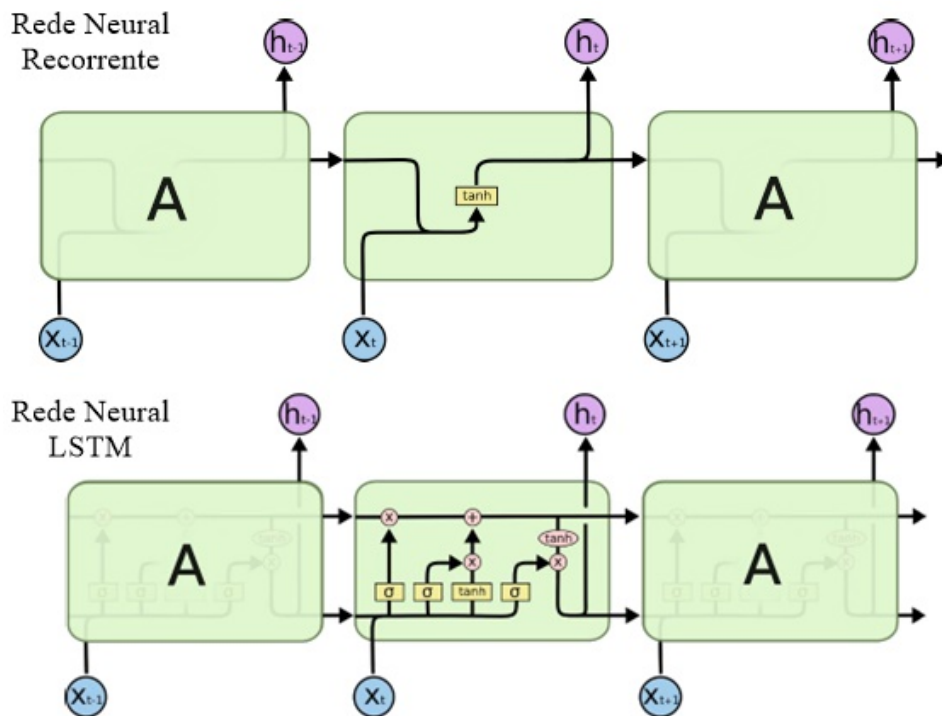 Rede Neural
Recorrente
h t-1
h t
h t+1
A
tanh
A
X t-1
X t
X t+1
Rede Neural
LSTM
h t-1
h t
h t+1
x
+
tanh
A
x
x
A
σ
σ
tanh
σ
X t-1
X t
X t+1